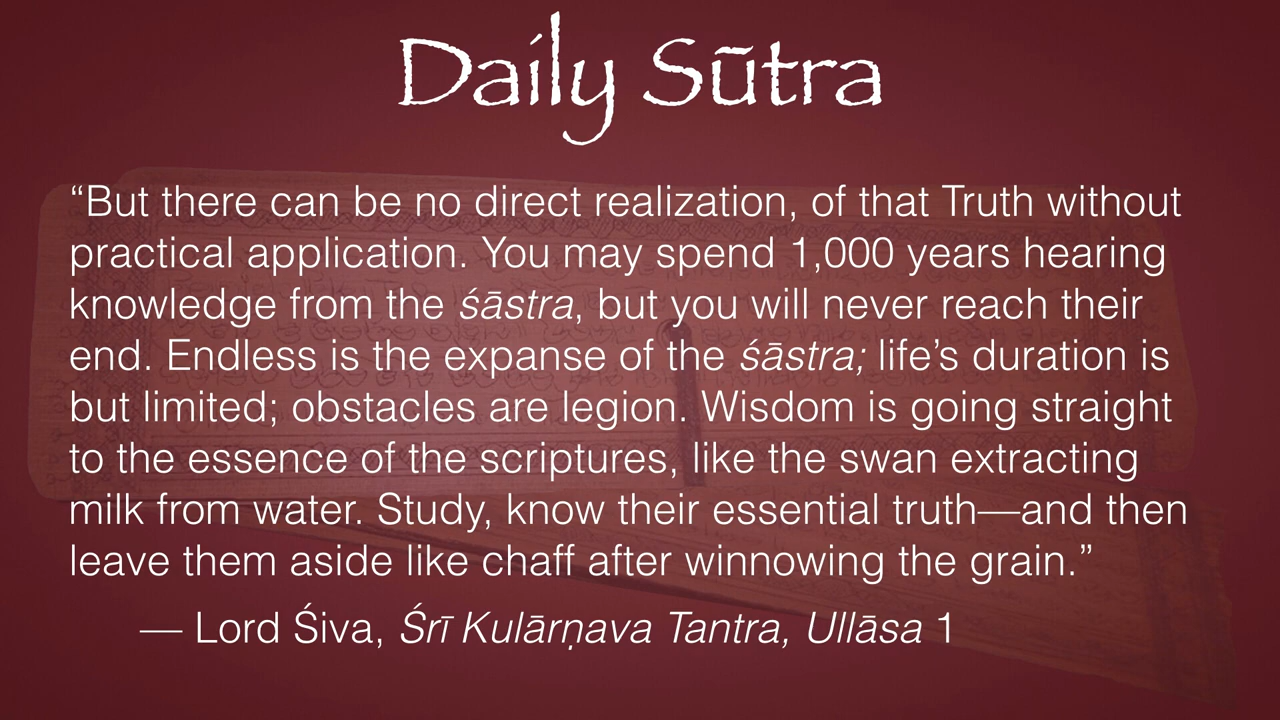 Daily Sūtra
“But there can be no direct realization, of that Truth without
practical application. You may spend 1,000 years hearing
knowledge from the śāstra, but you will never reach their
end. Endless is the expanse of the śāstra; life’s duration is
but limited; obstacles are legion. Wisdom is going straight
to the essence of the scriptures, like the swan extracting
milk from water. Study, know their essential truth—and then
leave them aside like chaff after winnowing the grain.”
— Lord Śiva, Śrī Kulārṇava Tantra, Ullāsa 1